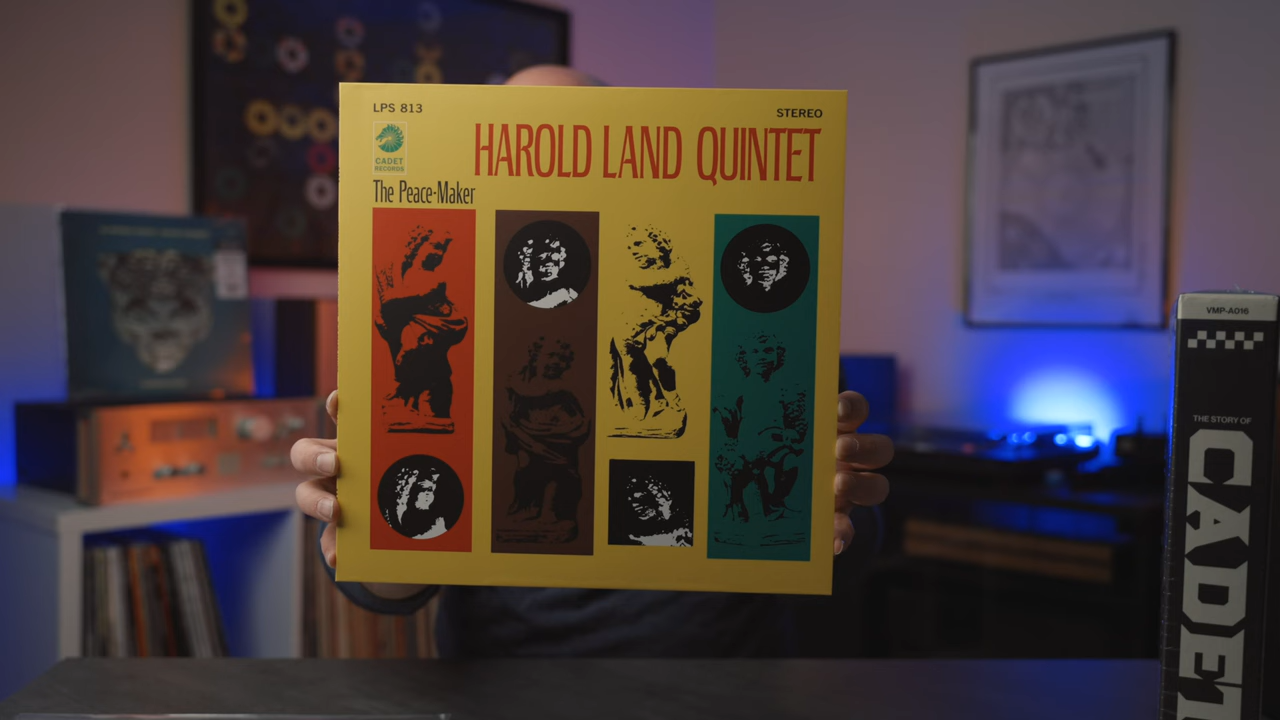 LPS 813
STEREO
CADET
RECORDS
HAROLD LAND QUINTET
The Peace-Maker
VMP-A016
THE STORY OF
CADET